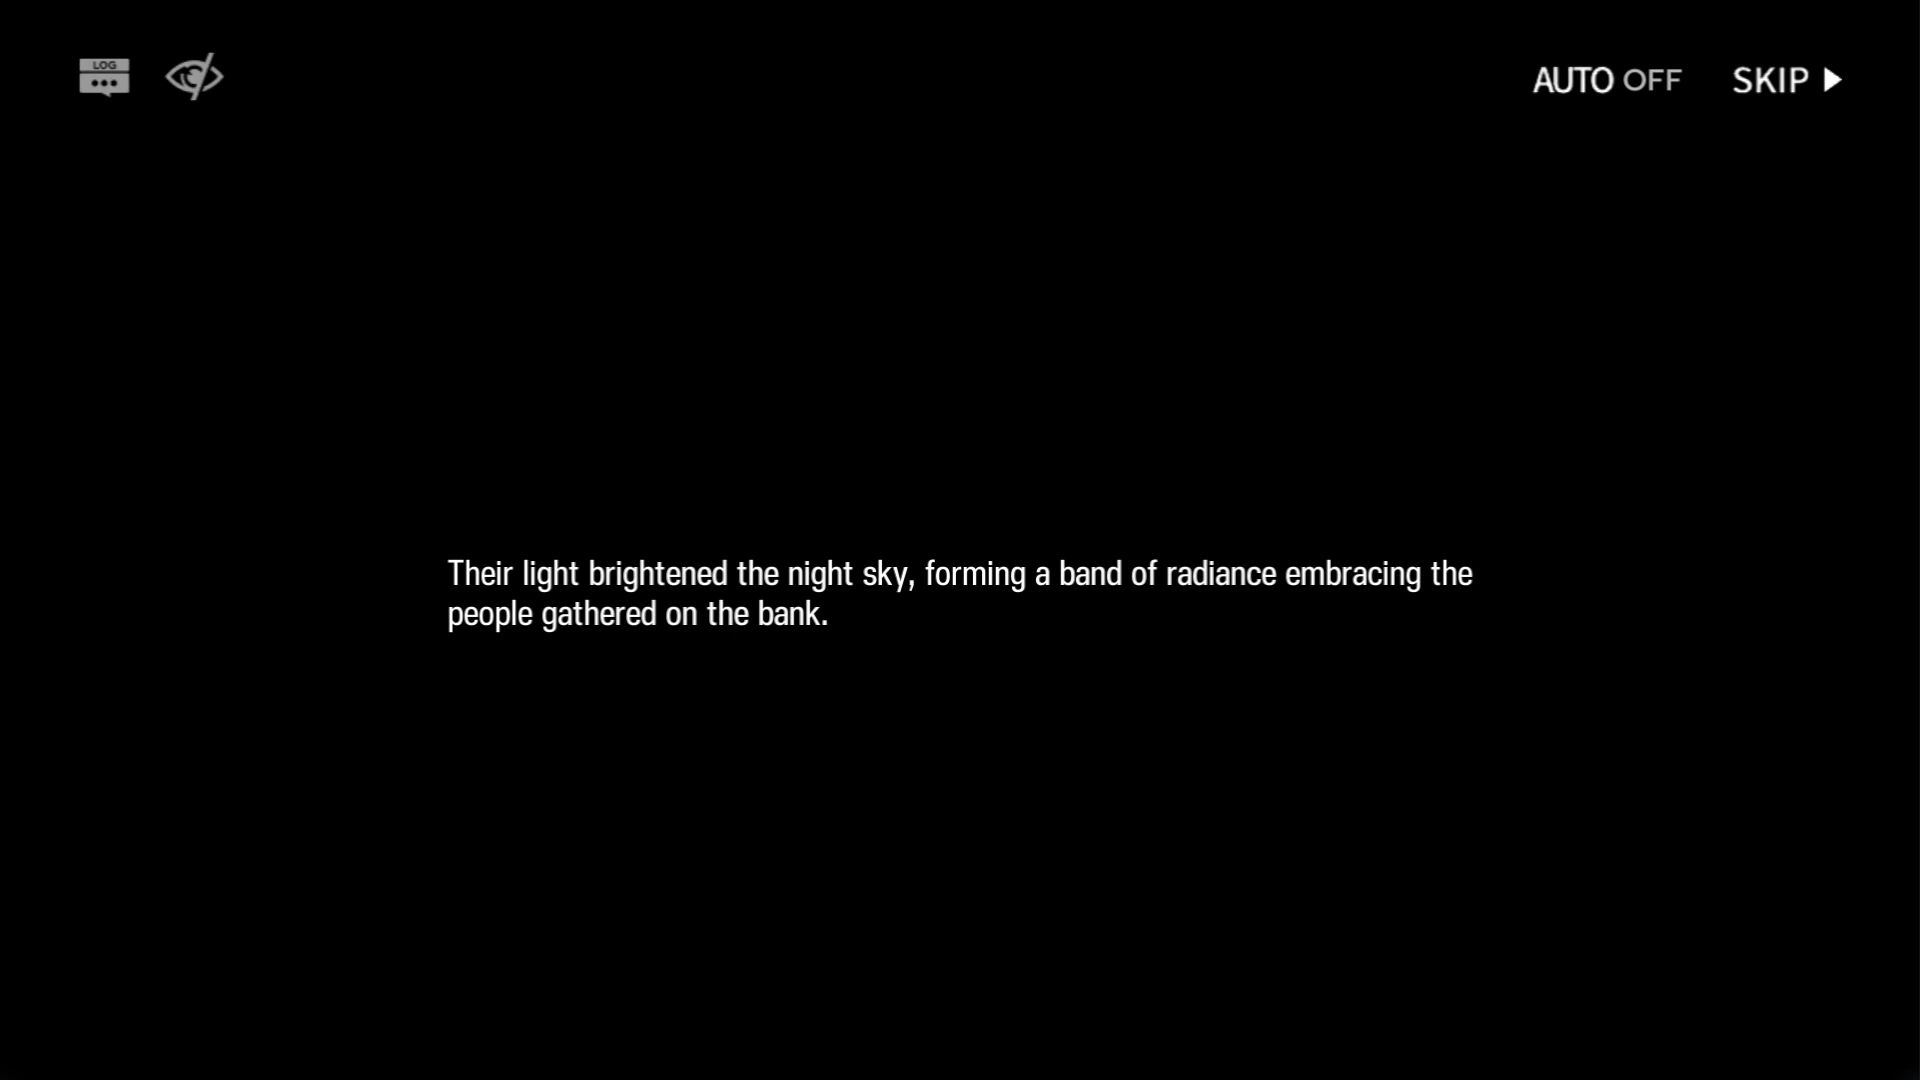 LOG
AUTO OFF
SKIP
Their light brightened the night sky, forming a band of radiance embracing the
people gathered on the bank.